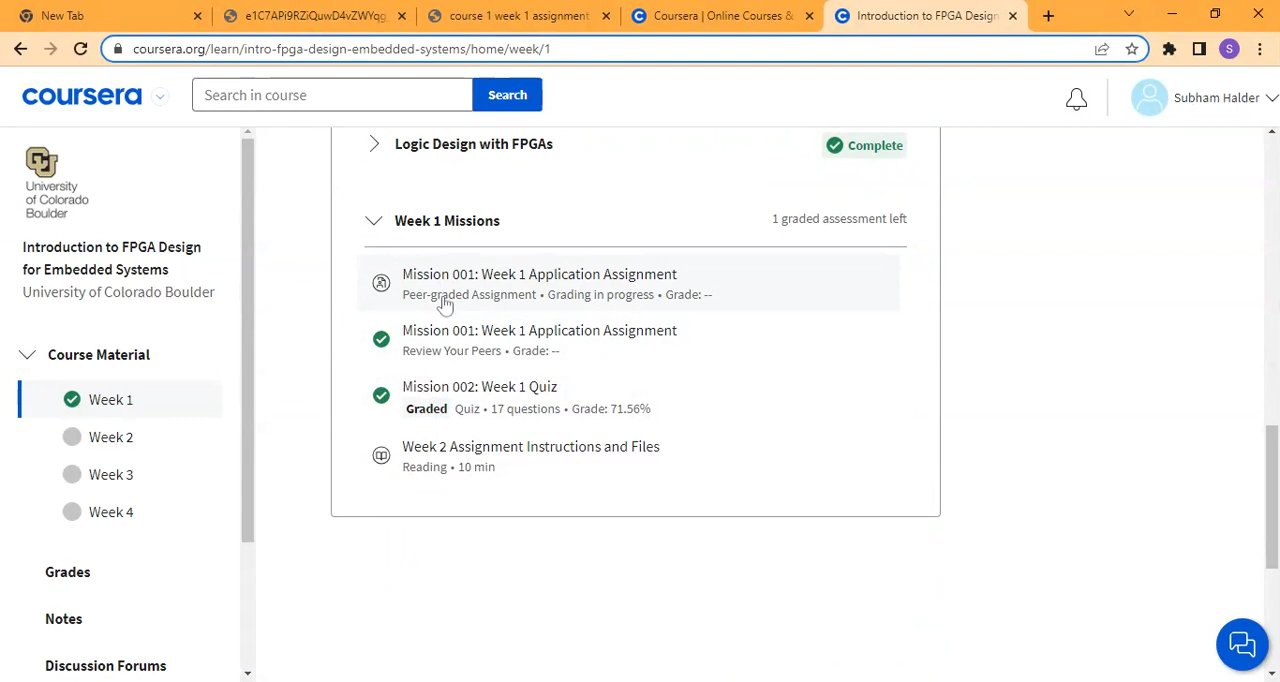 New Tab
e1C7APi9RZiQuwD4vZWYqg_
course 1 week 1 assignment
Coursera | Online Courses &
Introduction to FPGA Design
coursera.org/learn/intro-fpga-design-embedded-systems/home/week/1
S
coursera
Search in course
Search
Subham Halder
University
of Colorado
Boulder
Introduction to FPGA Design
for Embedded Systems
University of Colorado Boulder
Course Material
Week 1
Week 2
Week 3
Week 4
Grades
Notes
Discussion Forums
Logic Design with FPGAs
Complete
Week 1 Missions
1 graded assessment left
Mission 001: Week 1 Application Assignment
Peer-graded Assignment • Grading in progress • Grade: --
Mission 001: Week 1 Application Assignment
Review Your Peers • Grade: --
Mission 002: Week 1 Quiz
Graded Quiz • 17 questions • Grade: 71.56%
Week 2 Assignment Instructions and Files
Reading • 10 min